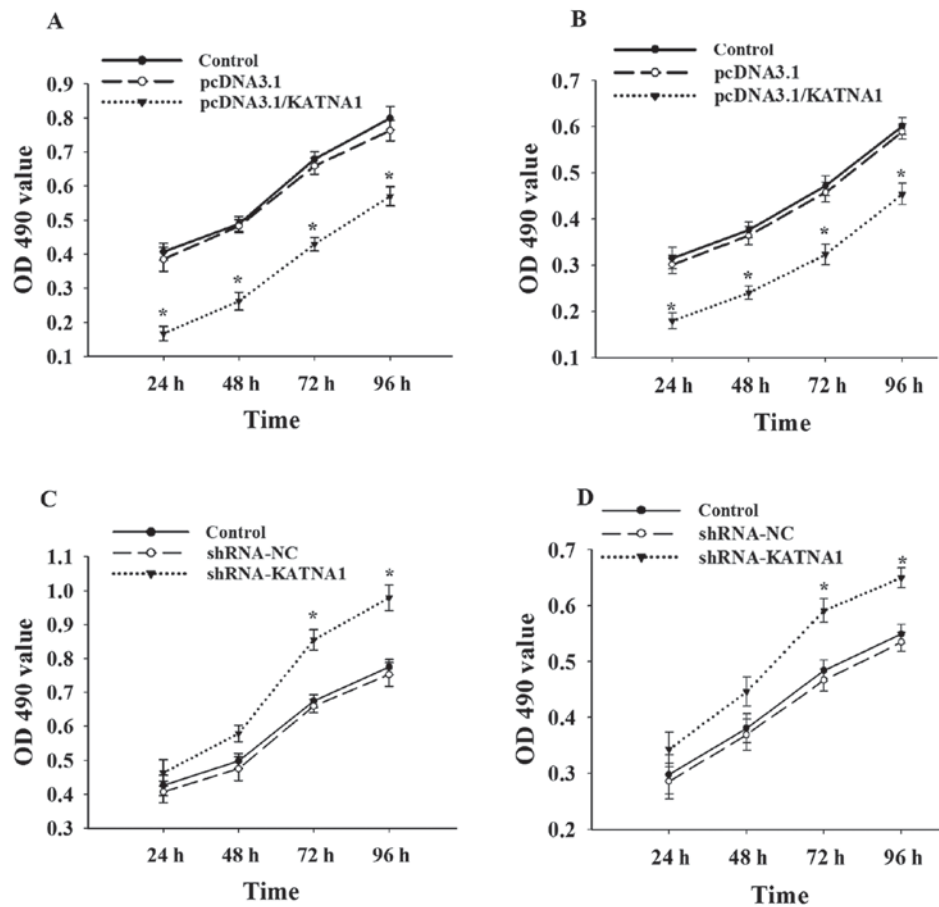 A
Control
pcDNA3.1
pcDNA3.1/KATNA1
0.9
0.8
0.7
0.6
0.5
0.4
0.3
0.2
0.1
OD 490 value
* * * *
24 h 48 h 72 h 96 h
Time
B
Control
pcDNA3.1
pcDNA3.1/KATNA1
0.7
0.6
0.5
0.4
0.3
0.2
0.1
OD 490 value
* * * *
24 h 48 h 72 h 96 h
Time
C
Control
shRNA-NC
shRNA-KATNA1
1.1
1.0
0.9
0.8
0.7
0.6
0.5
0.4
0.3
OD 490 value
* *
24 h 48 h 72 h 96 h
Time
D
Control
shRNA-NC
shRNA-KATNA1
0.7
0.6
0.5
0.4
0.3
0.2
OD 490 value
* *
24 h 48 h 72 h 96 h
Time